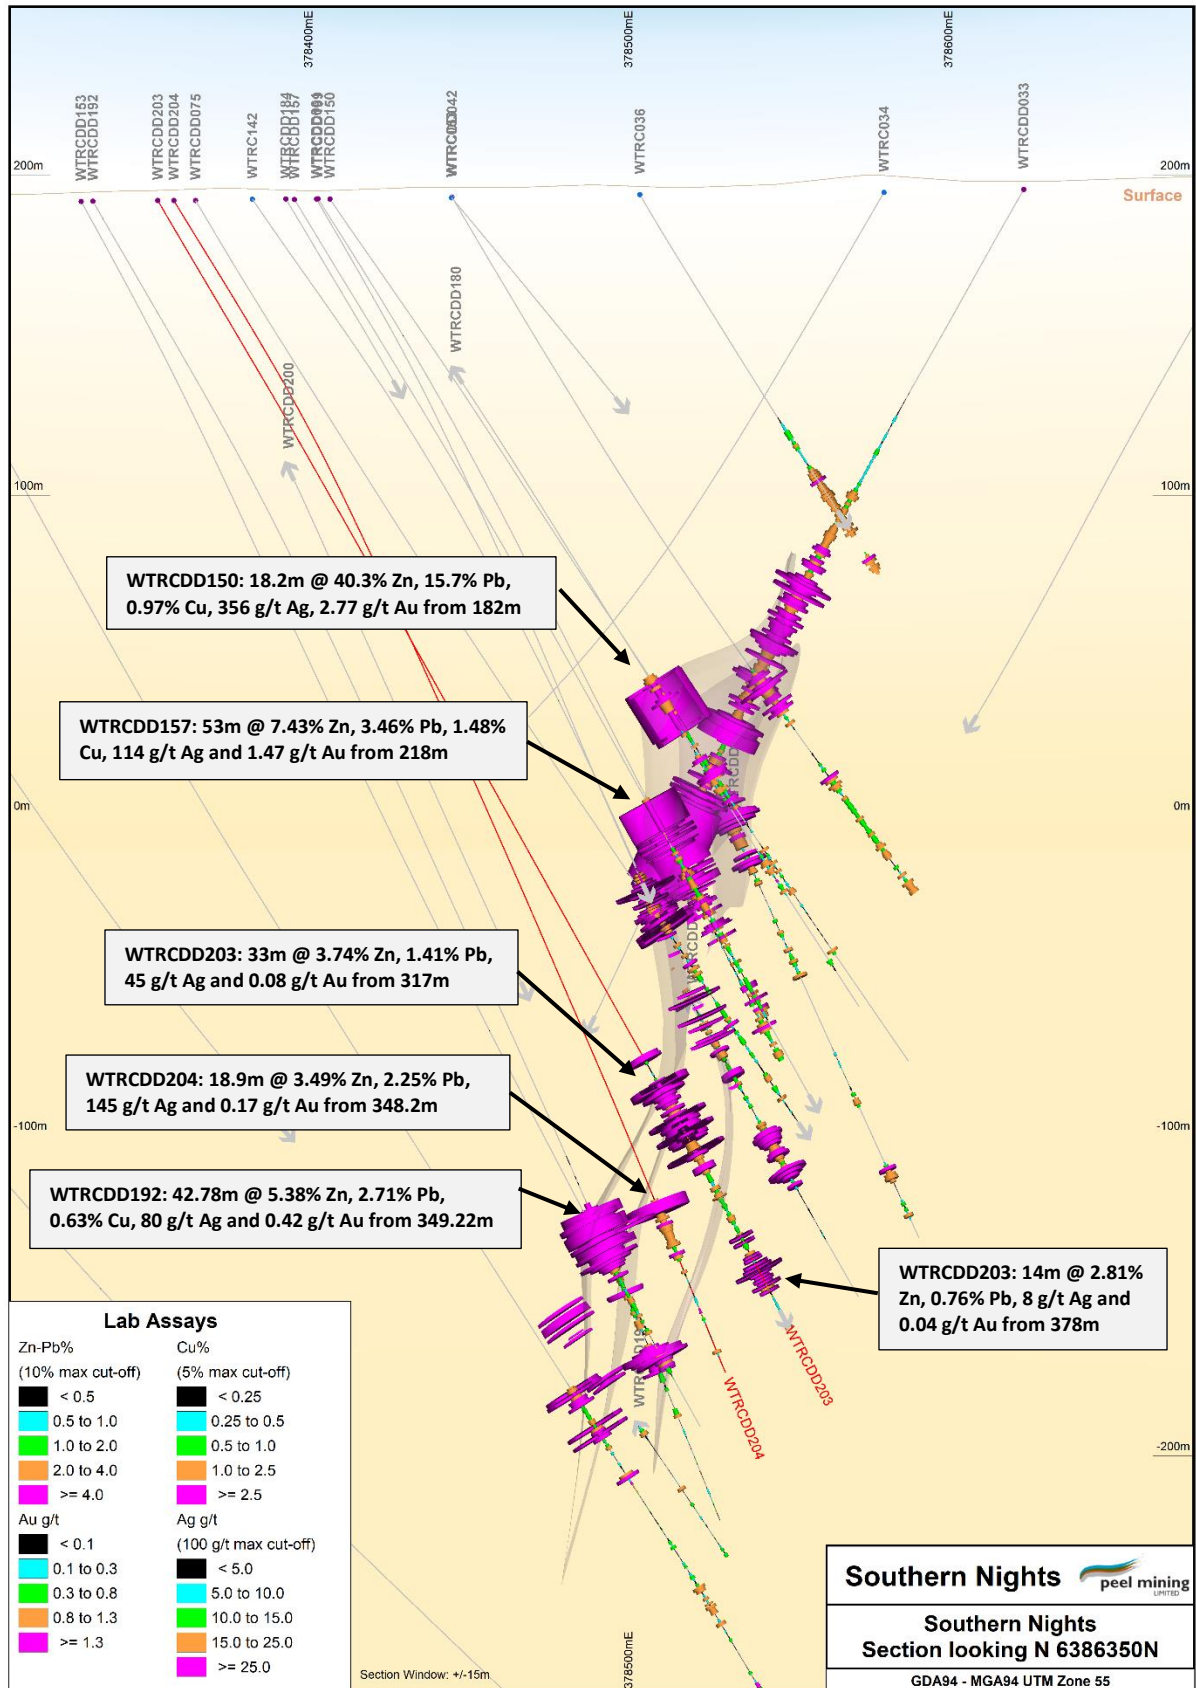 378400mE
378500mE
378600mE
WTRCDD153
WTRCDD192
WTRCDD203
WTRCDD204
WTRCDD075
WTRC142
WTRCDD184
WTRCDD157
WTRCDD150
WTRC036
WTRC034
WTRCDD033
200m
200m
Surface
WTRCDD180
WTRCDD200
100m
100m
WTRCDD150: 18.2m @ 40.3% Zn, 15.7% Pb,
0.97% Cu, 356 g/t Ag, 2.77 g/t Au from 182m
WTRCDD157: 53m @ 7.43% Zn, 3.46% Pb, 1.48%
Cu, 114 g/t Ag and 1.47 g/t Au from 218m
0m
0m
WTRCDD203: 33m @ 3.74% Zn, 1.41% Pb,
45 g/t Ag and 0.08 g/t Au from 317m
WTRCDD204: 18.9m @ 3.49% Zn, 2.25% Pb,
145 g/t Ag and 0.17 g/t Au from 348.2m
-100m
-100m
WTRCDD192: 42.78m @ 5.38% Zn, 2.71% Pb,
0.63% Cu, 80 g/t Ag and 0.42 g/t Au from 349.22m
WTRCDD203: 14m @ 2.81%
Zn, 0.76% Pb, 8 g/t Ag and
0.04 g/t Au from 378m
WTRCDD203
WTRCDD204
-200m
Lab Assays
Zn-Pb%
(10% max cut-off)
< 0.5
0.5 to 1.0
1.0 to 2.0
2.0 to 4.0
>= 4.0
Cu%
(5% max cut-off)
< 0.25
0.25 to 0.5
0.5 to 1.0
1.0 to 2.5
>= 2.5
Au g/t
< 0.1
0.1 to 0.3
0.3 to 0.8
0.8 to 1.3
>= 1.3
Ag g/t
(100 g/t max cut-off)
< 5.0
5.0 to 10.0
10.0 to 15.0
15.0 to 25.0
>= 25.0
Section Window: +/-15m
378500mE
Southern Nights
peel mining
LIMITED
Southern Nights
Section looking N 6386350N
GDA94 - MGA94 UTM Zone 55